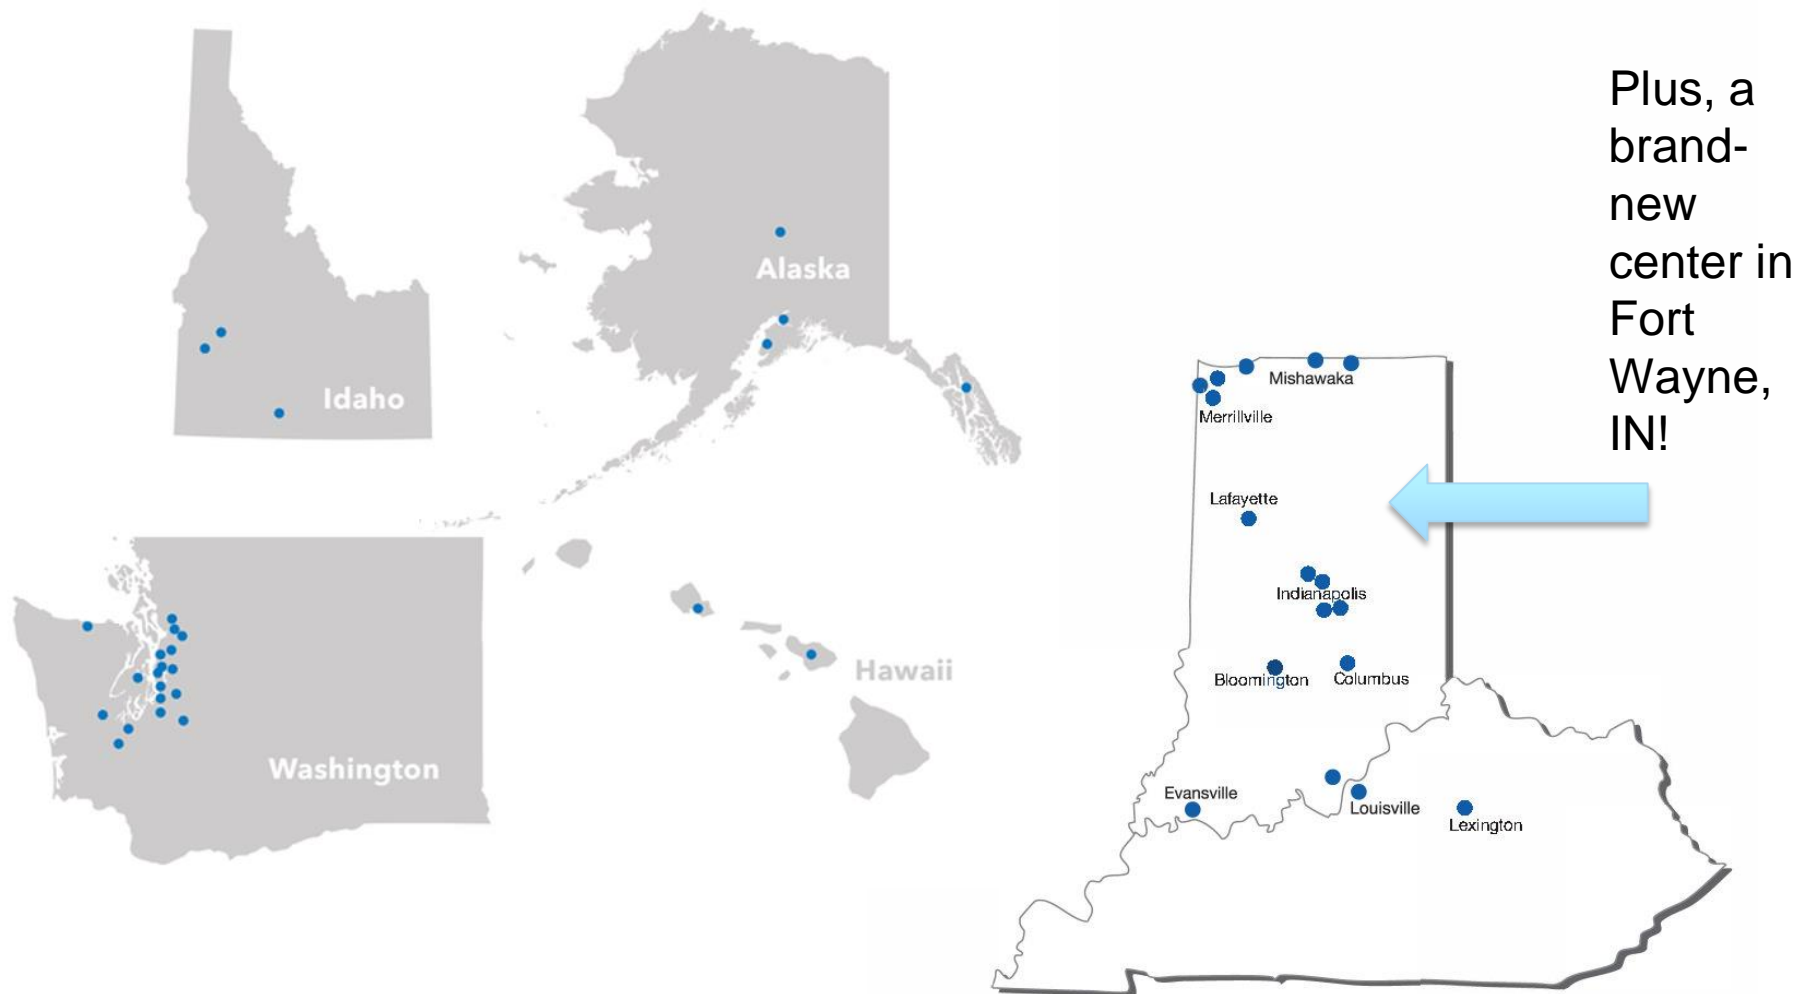 Plus, a
brand-
new
center in
Fort
Wayne,
IN!
Alaska
Idaho
Mishawaka
Merrillville
Lafayette
Indianapolis
Bloomington
Columbus
Hawaii
Washington
Evansville
Louisville
Lexington